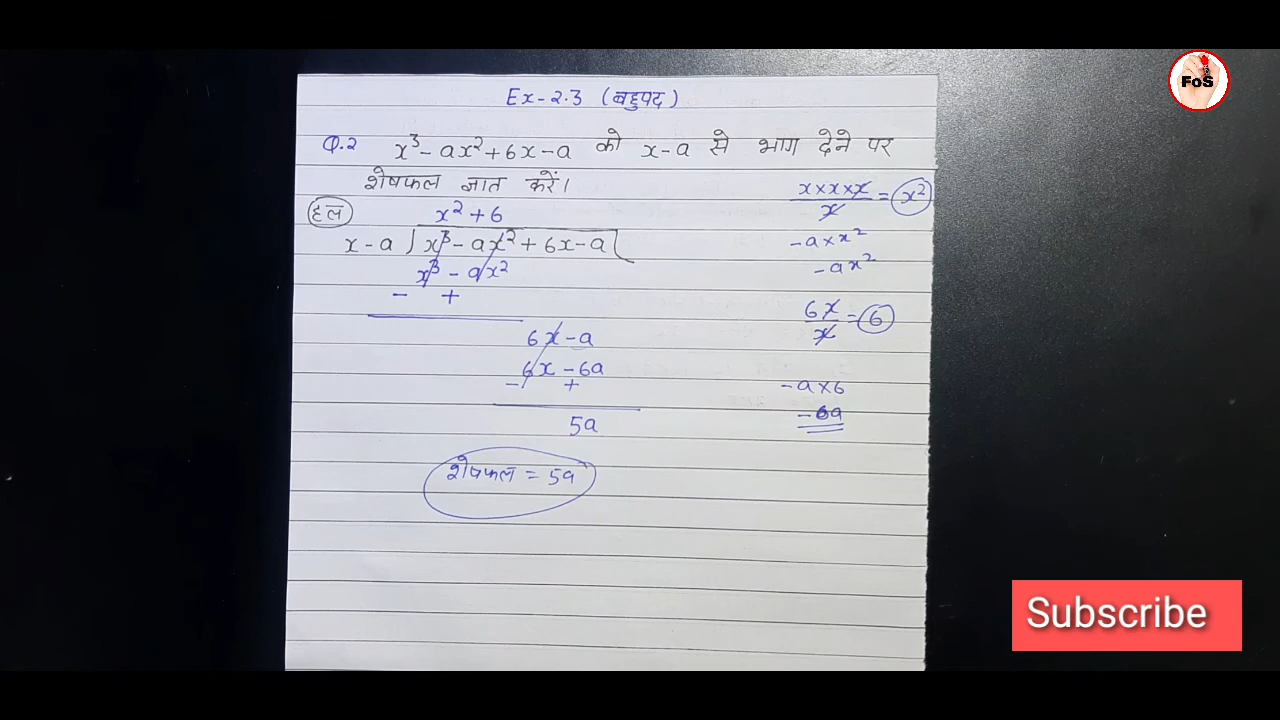 FoS
Ex-2.3 (बहुपद)
Q.2 x³-ax²+6x-a को x-a से भाग देने पर
शेषफल ज्ञात करें।
हल
x²+6
x-a ) x³-ax²+6x-a (
x³-ax²
- +
6x-a
6x-6a
- +
5a
शेषफल = 5a
x×x×x/x = x²
-a×x²
-ax²
6x/x = 6
-a×6
-6a
Subscribe